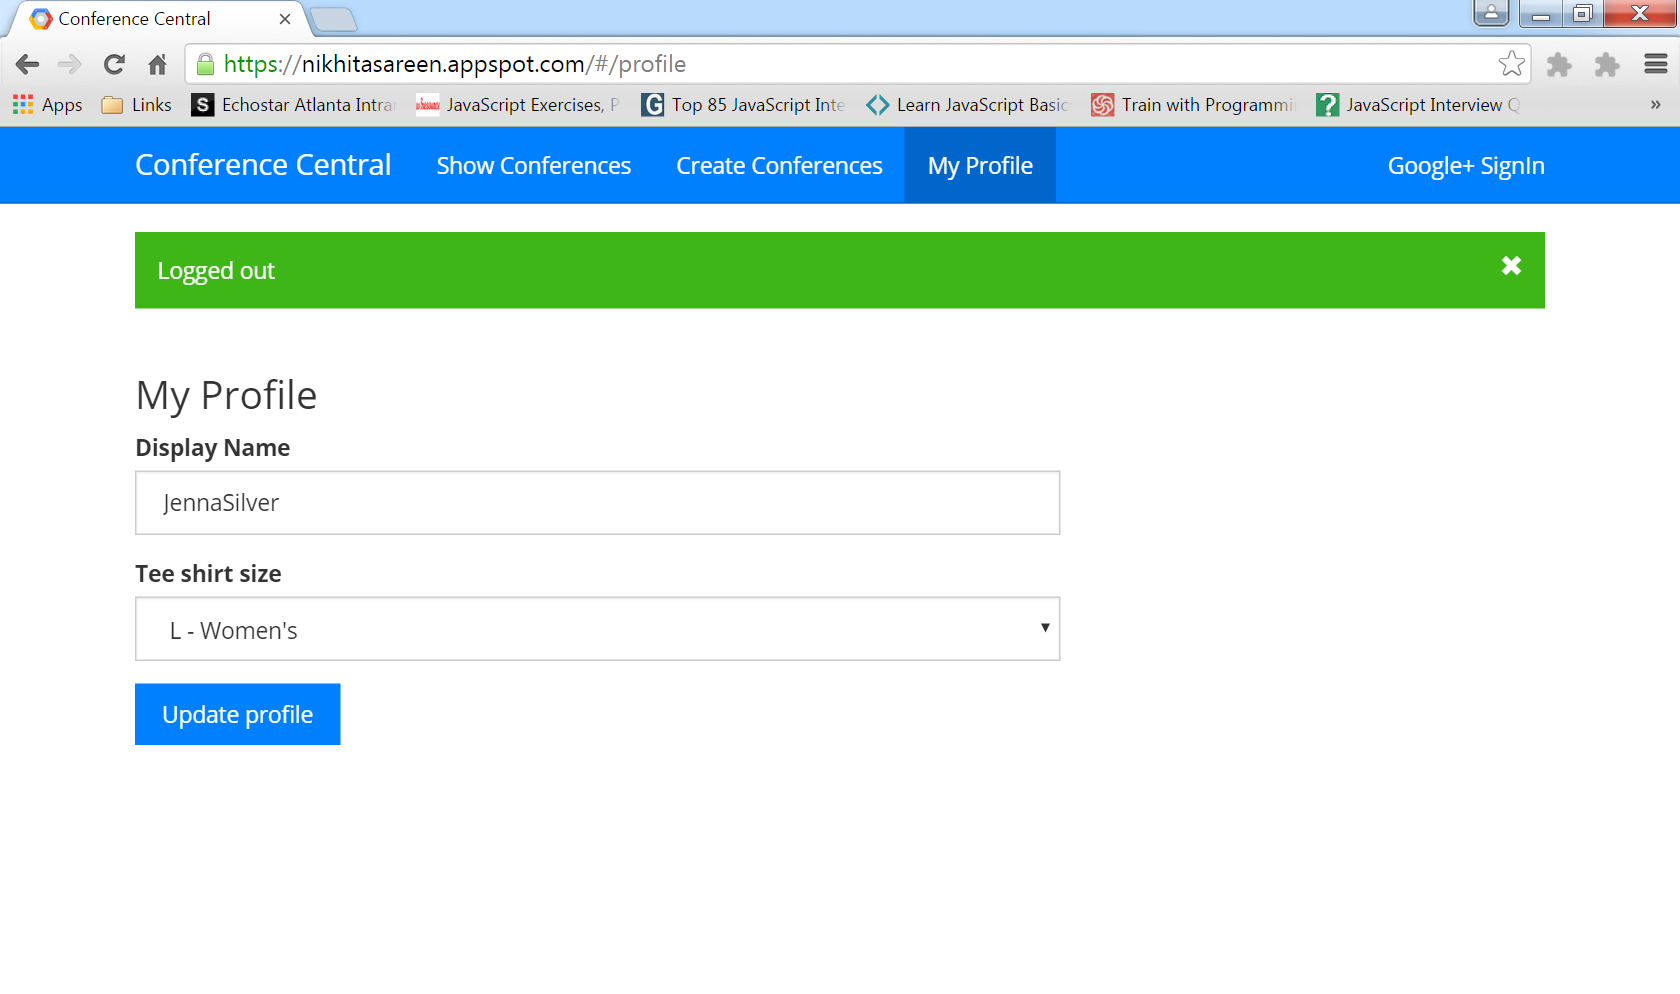 Conference Central
https://nikhitasareen.appspot.com/#/profile
Apps Links S Echostar Atlanta Intra JavaScript Exercises, P G Top 85 JavaScript Inte Learn JavaScript Basic Train with Programmi ? JavaScript Interview Q »
Conference Central Show Conferences Create Conferences My Profile Google+ SignIn
Logged out
My Profile
Display Name
JennaSilver
Tee shirt size
L - Women's
Update profile